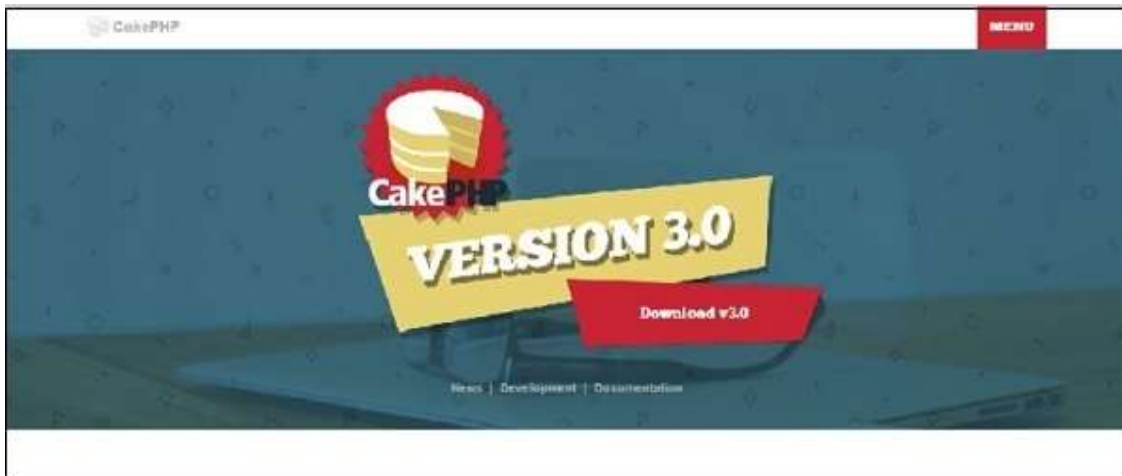 CakePHP
MENU
CakePHP
VERSION 3.0
Download v3.0
News | Development | Documentation